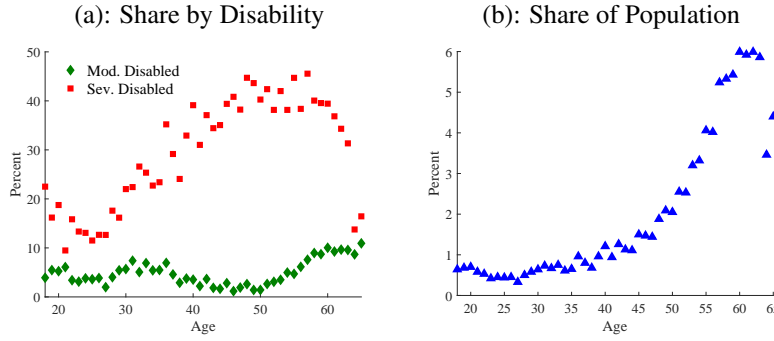 (a): Share by Disability
50
40
30
20
10
0
Percent
Mod. Disabled
Sev. Disabled
20 30 40 50 60
Age
(b): Share of Population
6
5
4
3
2
1
0
Percent
20 25 30 35 40 45 50 55 60 65
Age